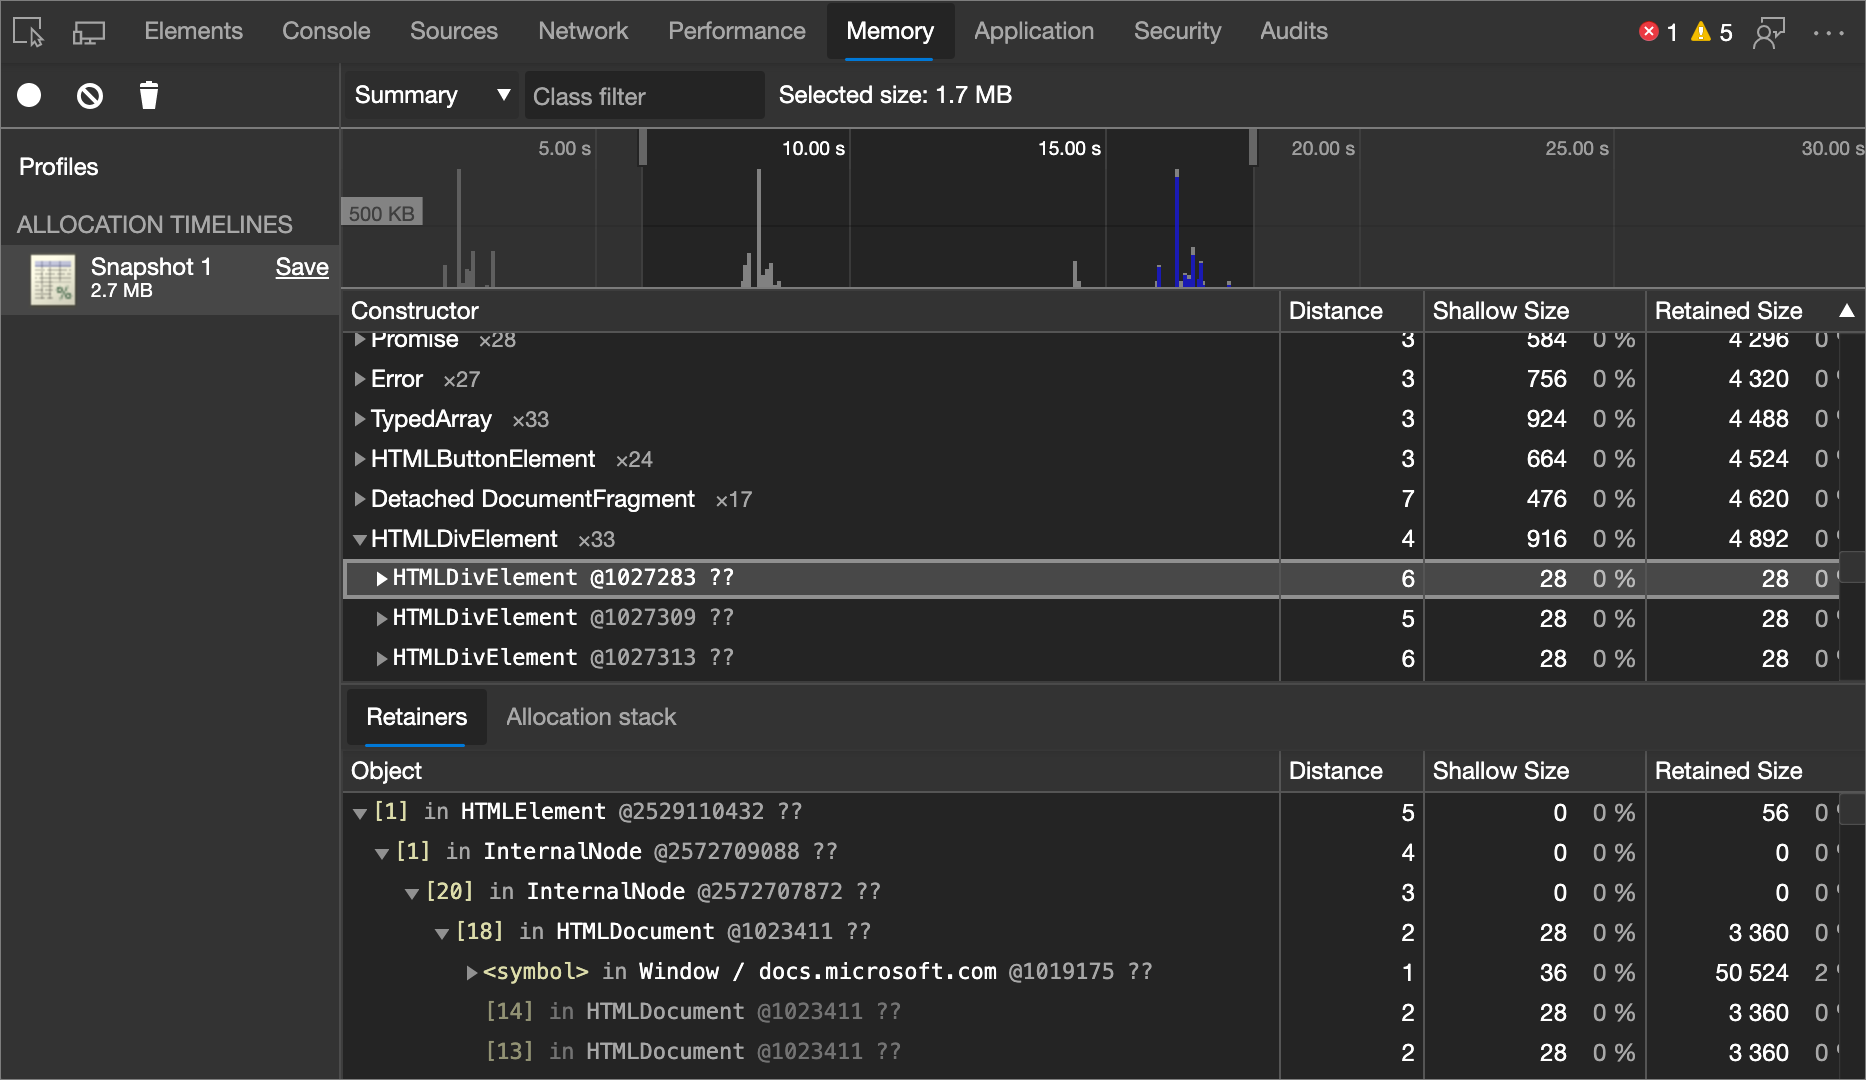 Elements Console Sources Network Performance Memory Application Security Audits 1 5
Summary Class filter Selected size: 1.7 MB
Profiles
ALLOCATION TIMELINES
Snapshot 1 Save
2.7 MB
5.00 s 10.00 s 15.00 s 20.00 s 25.00 s 30.00 s
500 KB
Constructor Distance Shallow Size Retained Size
Promise ×28 3 584 0 % 4 296 0
Error ×27 3 756 0 % 4 320 0
TypedArray ×33 3 924 0 % 4 488 0
HTMLButtonElement ×24 3 664 0 % 4 524 0
Detached DocumentFragment ×17 7 476 0 % 4 620 0
HTMLDivElement ×33 4 916 0 % 4 892 0
HTMLDivElement @1027283 ?? 6 28 0 % 28 0
HTMLDivElement @1027309 ?? 5 28 0 % 28 0
HTMLDivElement @1027313 ?? 6 28 0 % 28 0
Retainers Allocation stack
Object Distance Shallow Size Retained Size
[1] in HTMLElement @2529110432 ?? 5 0 0 % 56 0
[1] in InternalNode @2572709088 ?? 4 0 0 % 0 0
[20] in InternalNode @2572707872 ?? 3 0 0 % 0 0
[18] in HTMLDocument @1023411 ?? 2 28 0 % 3 360 0
<symbol> in Window / docs.microsoft.com @1019175 ?? 1 36 0 % 50 524 2
[14] in HTMLDocument @1023411 ?? 2 28 0 % 3 360 0
[13] in HTMLDocument @1023411 ?? 2 28 0 % 3 360 0